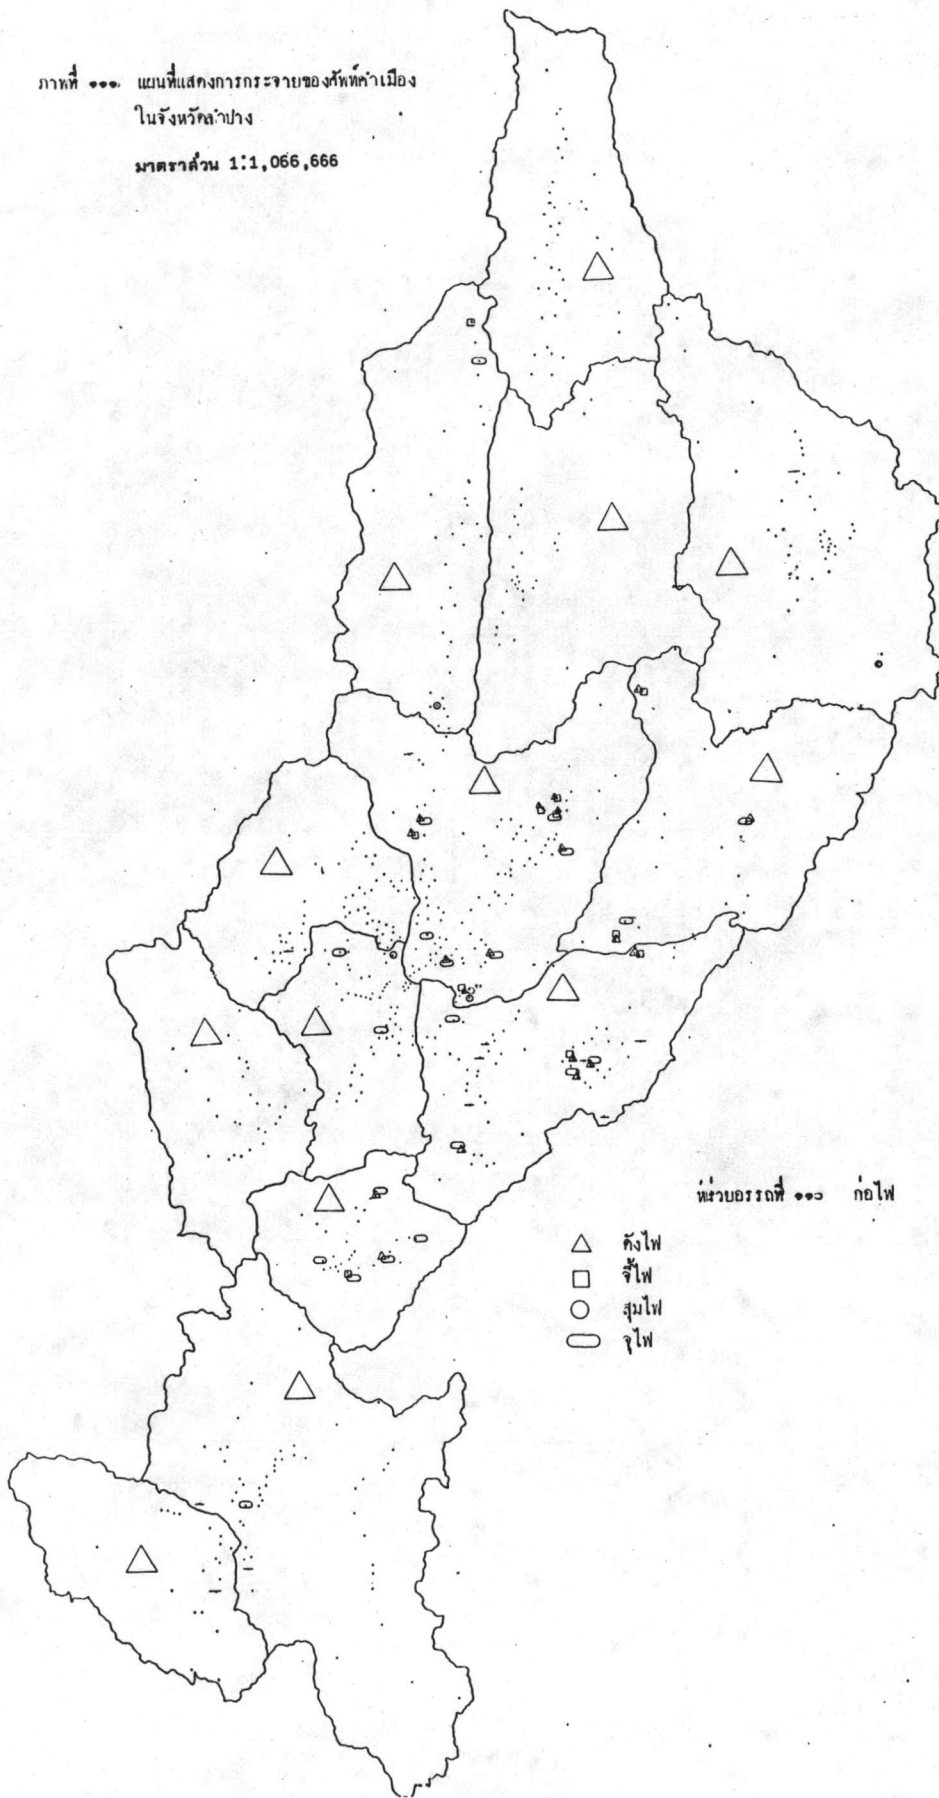 ภาพที่ ๑๑๑. แผนที่แสดงการกระจายของศัพท์คำเมือง
ในจังหวัดลำปาง
มาตราส่วน 1:1,066,666
หน่วยอรรถที่ ๑๑๐ ก่อไฟ
ดังไฟ
จี้ไฟ
สุมไฟ
จุไฟ